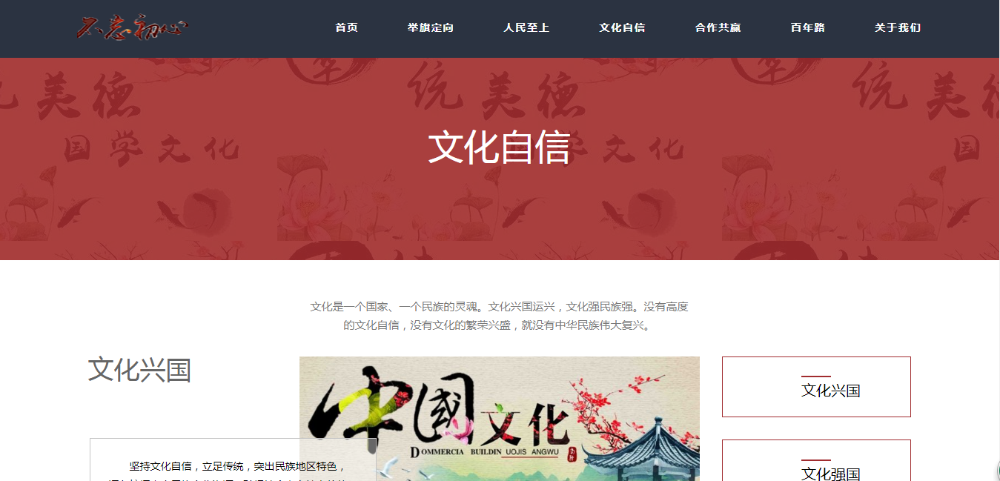 不忘初心
首页 举旗定向 人民至上 文化自信 合作共赢 百年路 关于我们
统 美德
国学文化
文化自信
文化是一个国家、一个民族的灵魂。文化兴国运兴，文化强民族强。没有高度
的文化自信，没有文化的繁荣兴盛，就没有中华民族伟大复兴。
文化兴国
中国文化
DOMMERCIA BUILDIN UOJIS ANGWU
坚持文化自信，立足传统，突出民族地区特色，
文化兴国
文化强国